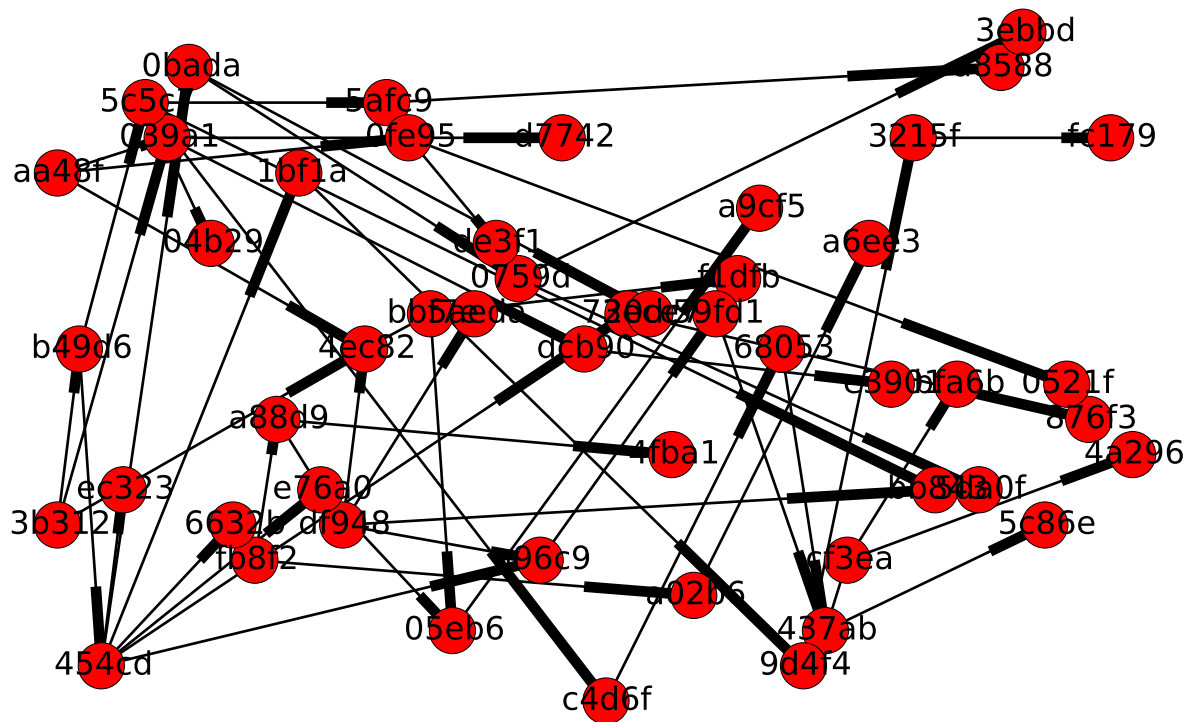 3ebbd
0bada
5c5c
5afc9
039a1
0fe95
d7742
3215f
fc179
aa48f
1bf1a
a9cf5
04b29
de3f1
a6ee3
0759d
f1dfb
59fd1
b49d6
4ec82
dcb90
68053
bfa6b
0521f
a88d9
876f3
4fba1
4a296
ec323
e76a0
3b312
6632b
df948
5c86e
fb8f2
cf3ea
a02b6
05eb6
437ab
454cd
9d4f4
c4d6f